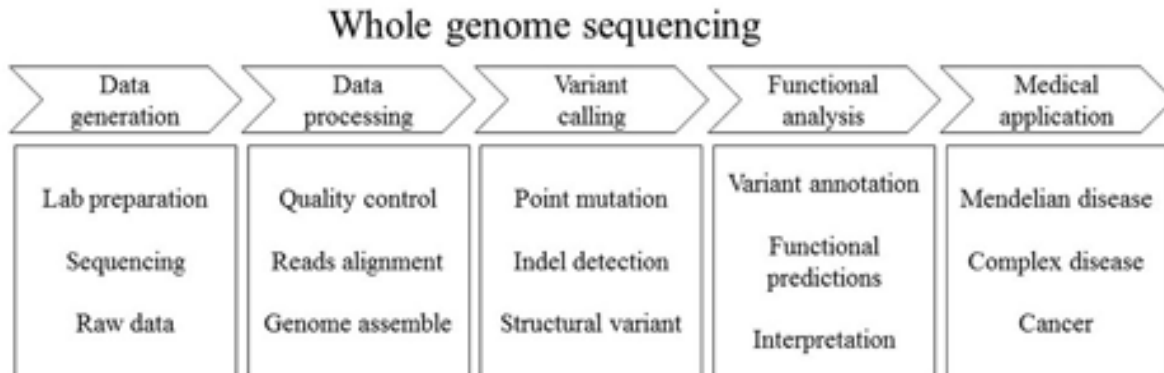 Whole genome sequencing
Data
generation
Data
processing
Variant
calling
Functional
analysis
Medical
application
Lab preparation
Sequencing
Raw data
Quality control
Reads alignment
Genome assemble
Point mutation
Indel detection
Structural variant
Variant annotation
Functional
predictions
Interpretation
Mendelian disease
Complex disease
Cancer